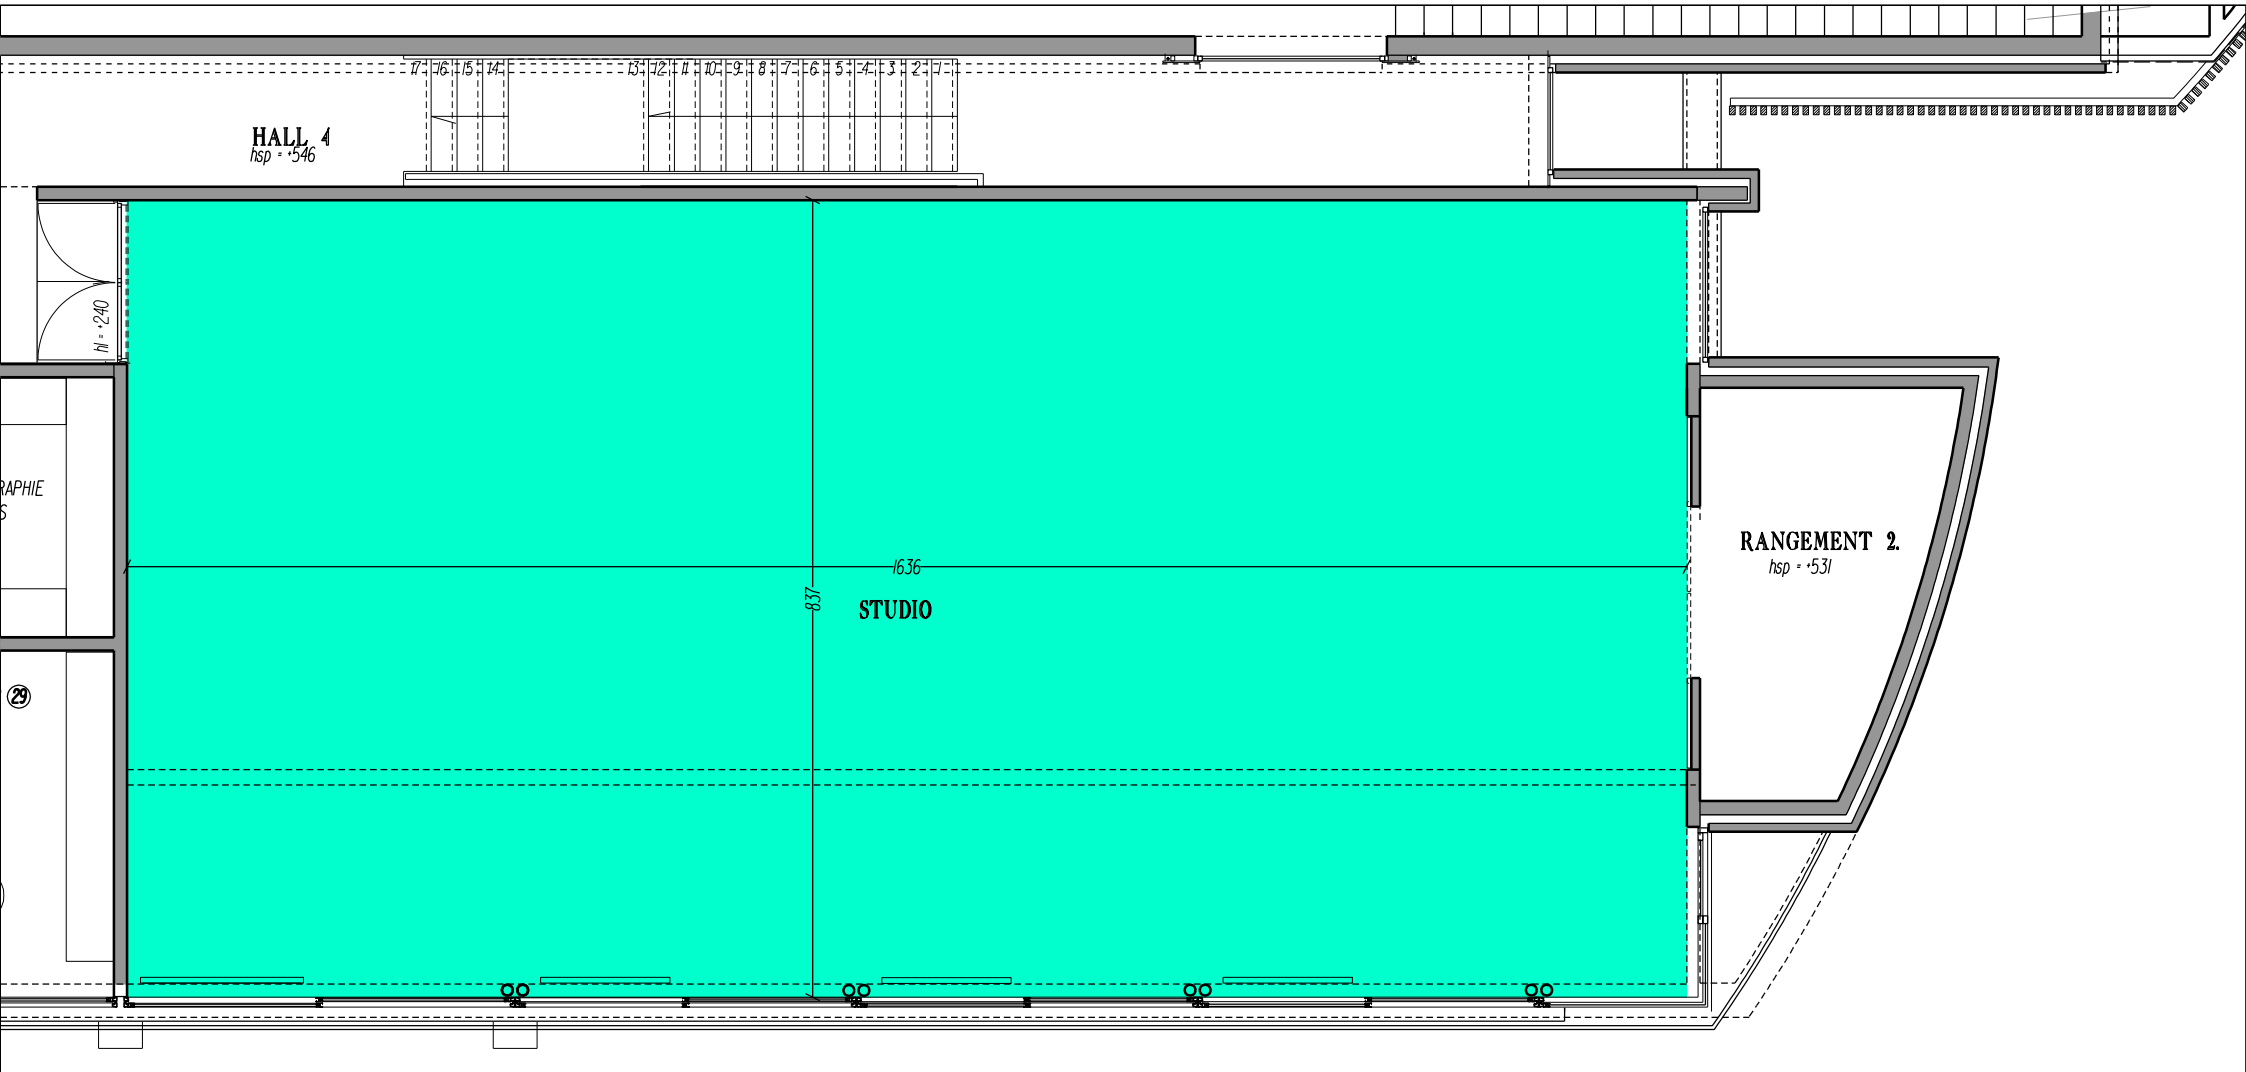 17 16 15 14 13 12 11 10 9 8 7 6 5 4 3 2 1
HALL 4
hsp = +546
hl = +240
RAPHIE
S
RANGEMENT 2.
hsp = +531
1636
837
STUDIO
29